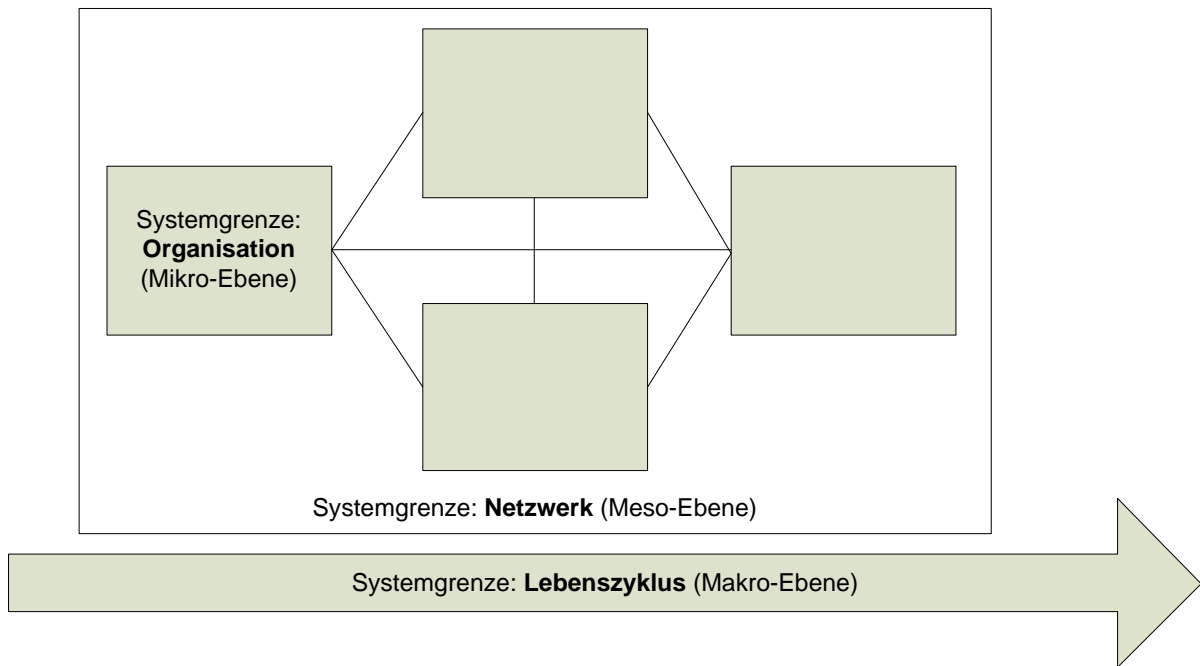 Systemgrenze:
Organisation
(Mikro-Ebene)
Systemgrenze: Netzwerk (Meso-Ebene)
Systemgrenze: Lebenszyklus (Makro-Ebene)